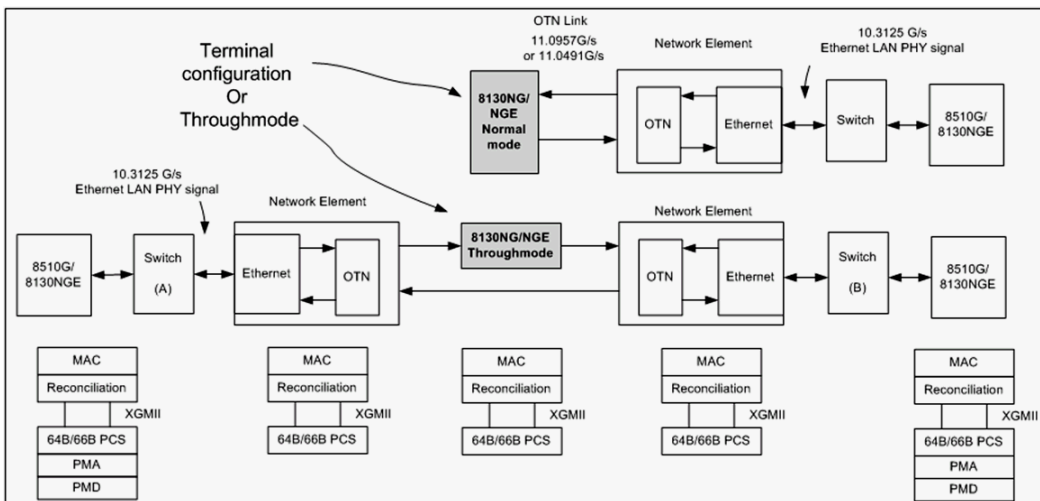 Terminal
configuration
Or
Throughmode
OTN Link
11.0957G/s
or 11.0491G/s
Network Element
10.3125 G/s
Ethernet LAN PHY signal
8130NG/
NGE
Normal
mode
OTN
Ethernet
Switch
8510G/
8130NGE
10.3125 G/s
Ethernet LAN PHY signal
Network Element
Network Element
8510G/
8130NGE
Switch
(A)
Ethernet
OTN
8130NG/NGE
Throughmode
OTN
Ethernet
Switch
(B)
8510G/
8130NGE
MAC
Reconciliation
XGMII
64B/66B PCS
PMA
PMD
MAC
Reconciliation
XGMII
64B/66B PCS
MAC
Reconciliation
XGMII
64B/66B PCS
MAC
Reconciliation
XGMII
64B/66B PCS
MAC
Reconciliation
XGMII
64B/66B PCS
PMA
PMD